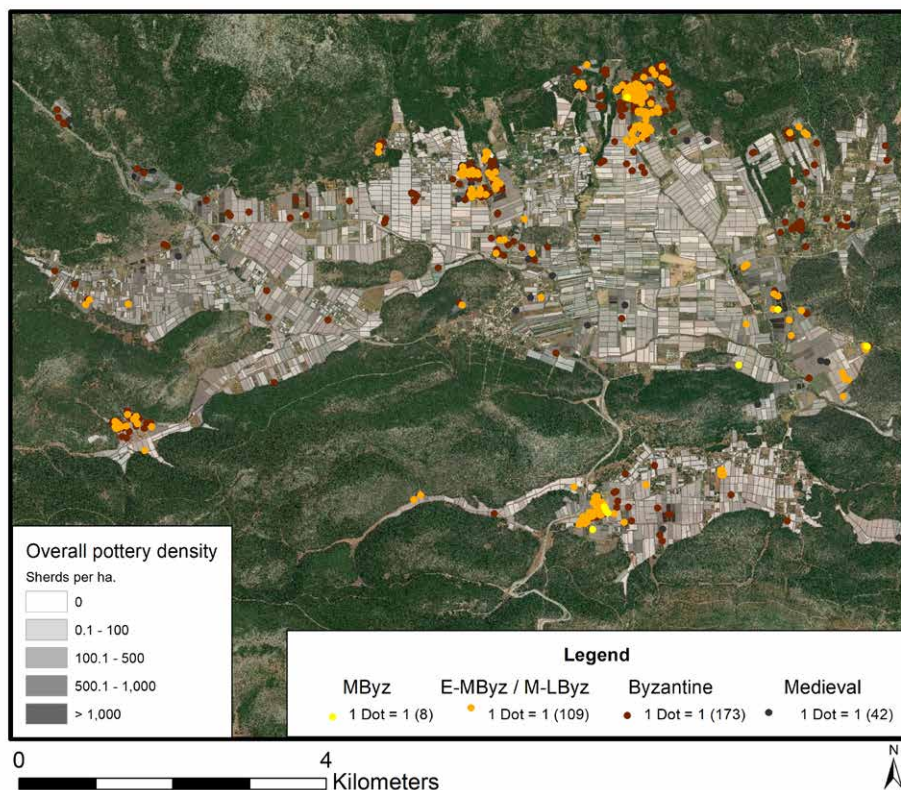 Overall pottery density
Sherds per ha.
0
0.1 - 100
100.1 - 500
500.1 - 1,000
> 1,000
Legend
MByz E-MByz / M-LByz Byzantine Medieval
1 Dot = 1 (8) 1 Dot = 1 (109) 1 Dot = 1 (173) 1 Dot = 1 (42)
0 4
Kilometers
N